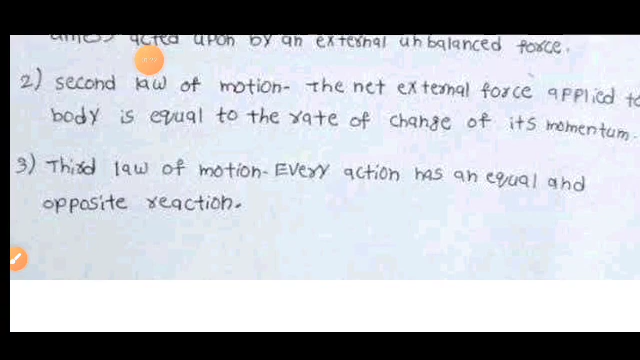 unless acted upon by an external unbalanced force.
2) second law of motion- the net external force applied to
body is equal to the rate of change of its momentum.
3) Third law of motion- Every action has an equal and
opposite reaction.